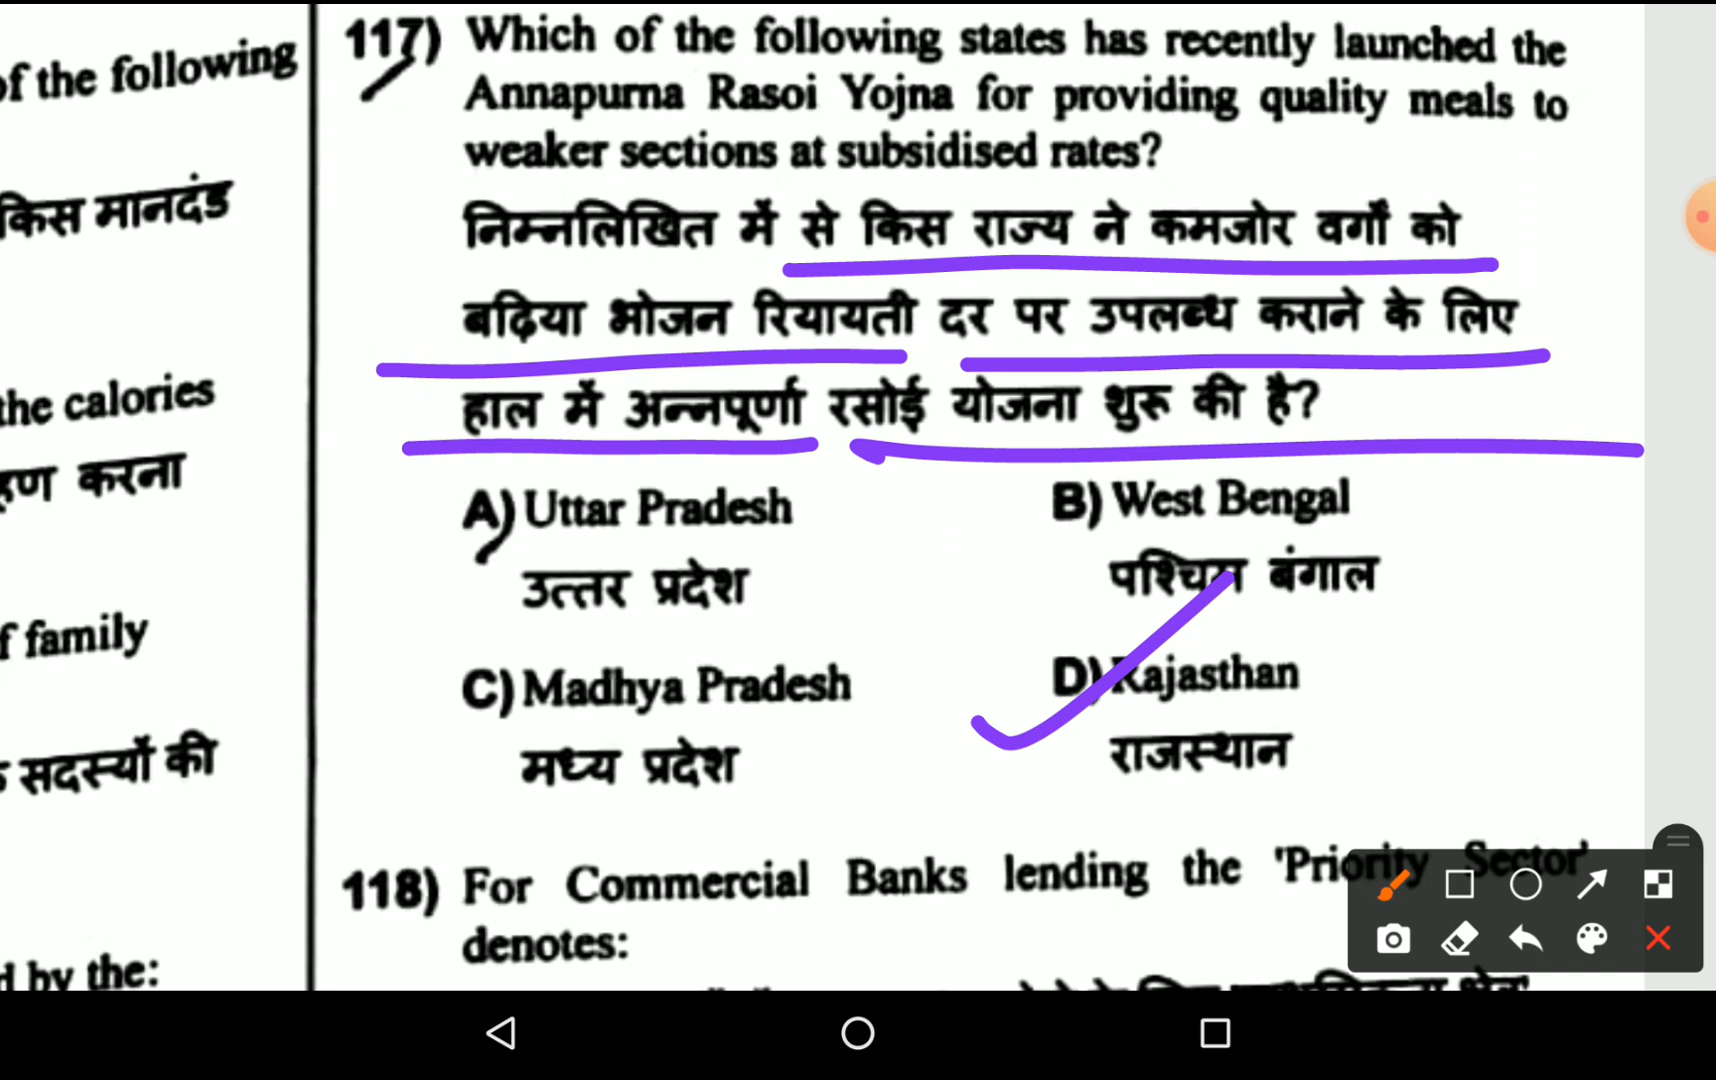 of the following
किस मानदंड
the calories
करना
f family
सदस्यों की
d by the:
117) Which of the following states has recently launched the
Annapurna Rasoi Yojna for providing quality meals to
weaker sections at subsidised rates?
निम्नलिखित में से किस राज्य ने कमजोर वर्गों को
बढ़िया भोजन रियायती दर पर उपलब्ध कराने के लिए
हाल में अन्नपूर्णा रसोई योजना शुरू की है?
A) Uttar Pradesh
उत्तर प्रदेश
B) West Bengal
पश्चिम बंगाल
C) Madhya Pradesh
मध्य प्रदेश
D) Rajasthan
राजस्थान
118) For Commercial Banks lending the 'Priority Sector'
denotes: